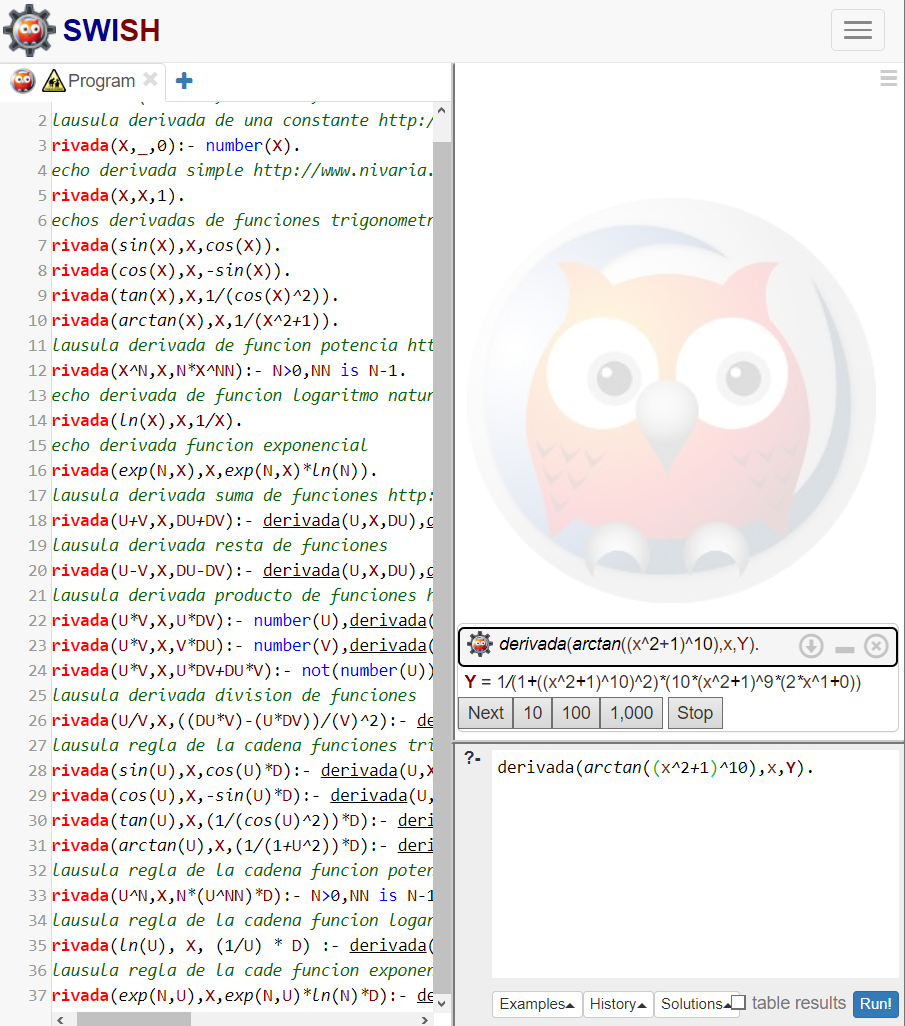 SWISH
Program
2 lausula derivada de una constante http:/
3 rivada(X,_,0):- number(X).
4 echo derivada simple http://www.nivaria.
5 rivada(X,X,1).
6 echos derivadas de funciones trigonometr
7 rivada(sin(X),X,cos(X)).
8 rivada(cos(X),X,-sin(X)).
9 rivada(tan(X),X,1/(cos(X)^2)).
10 rivada(arctan(X),X,1/(X^2+1)).
11 lausula derivada de funcion potencia htt
12 rivada(X^N,X,N*X^NN):- N>0,NN is N-1.
13 echo derivada de funcion logaritmo natur
14 rivada(ln(X),X,1/X).
15 echo derivada funcion exponencial
16 rivada(exp(N,X),X,exp(N,X)*ln(N)).
17 lausula derivada suma de funciones http:
18 rivada(U+V,X,DU+DV):- derivada(U,X,DU),d
19 lausula derivada resta de funciones
20 rivada(U-V,X,DU-DV):- derivada(U,X,DU),d
21 lausula derivada producto de funciones h
22 rivada(U*V,X,U*DV):- number(U),derivada(
23 rivada(U*V,X,V*DU):- number(V),derivada(
24 rivada(U*V,X,U*DV+DU*V):- not(number(U))
25 lausula derivada division de funciones
26 rivada(U/V,X,((DU*V)-(U*DV))/(V)^2):- de
27 lausula regla de la cadena funciones tri
28 rivada(sin(U),X,cos(U)*D):- derivada(U,X
29 rivada(cos(U),X,-sin(U)*D):- derivada(U,
30 rivada(tan(U),X,(1/(cos(U)^2))*D):- deri
31 rivada(arctan(U),X,(1/(1+U^2))*D):- deri
32 lausula regla de la cadena funcion poten
33 rivada(U^N,X,N*(U^NN)*D):- N>0,NN is N-1
34 lausula regla de la cadena funcion logar
35 rivada(ln(U), X, (1/U) * D) :- derivada(
36 lausula regla de la cade funcion exponen
37 rivada(exp(N,U),X,exp(N,U)*ln(N)*D):- de
derivada(arctan((x^2+1)^10),x,Y).
Y = 1/(1+((x^2+1)^10)^2)*(10*(x^2+1)^9*(2*x^1+0))
Next 10 100 1,000 Stop
?- derivada(arctan((x^2+1)^10),x,Y).
Examples History Solutions table results Run!